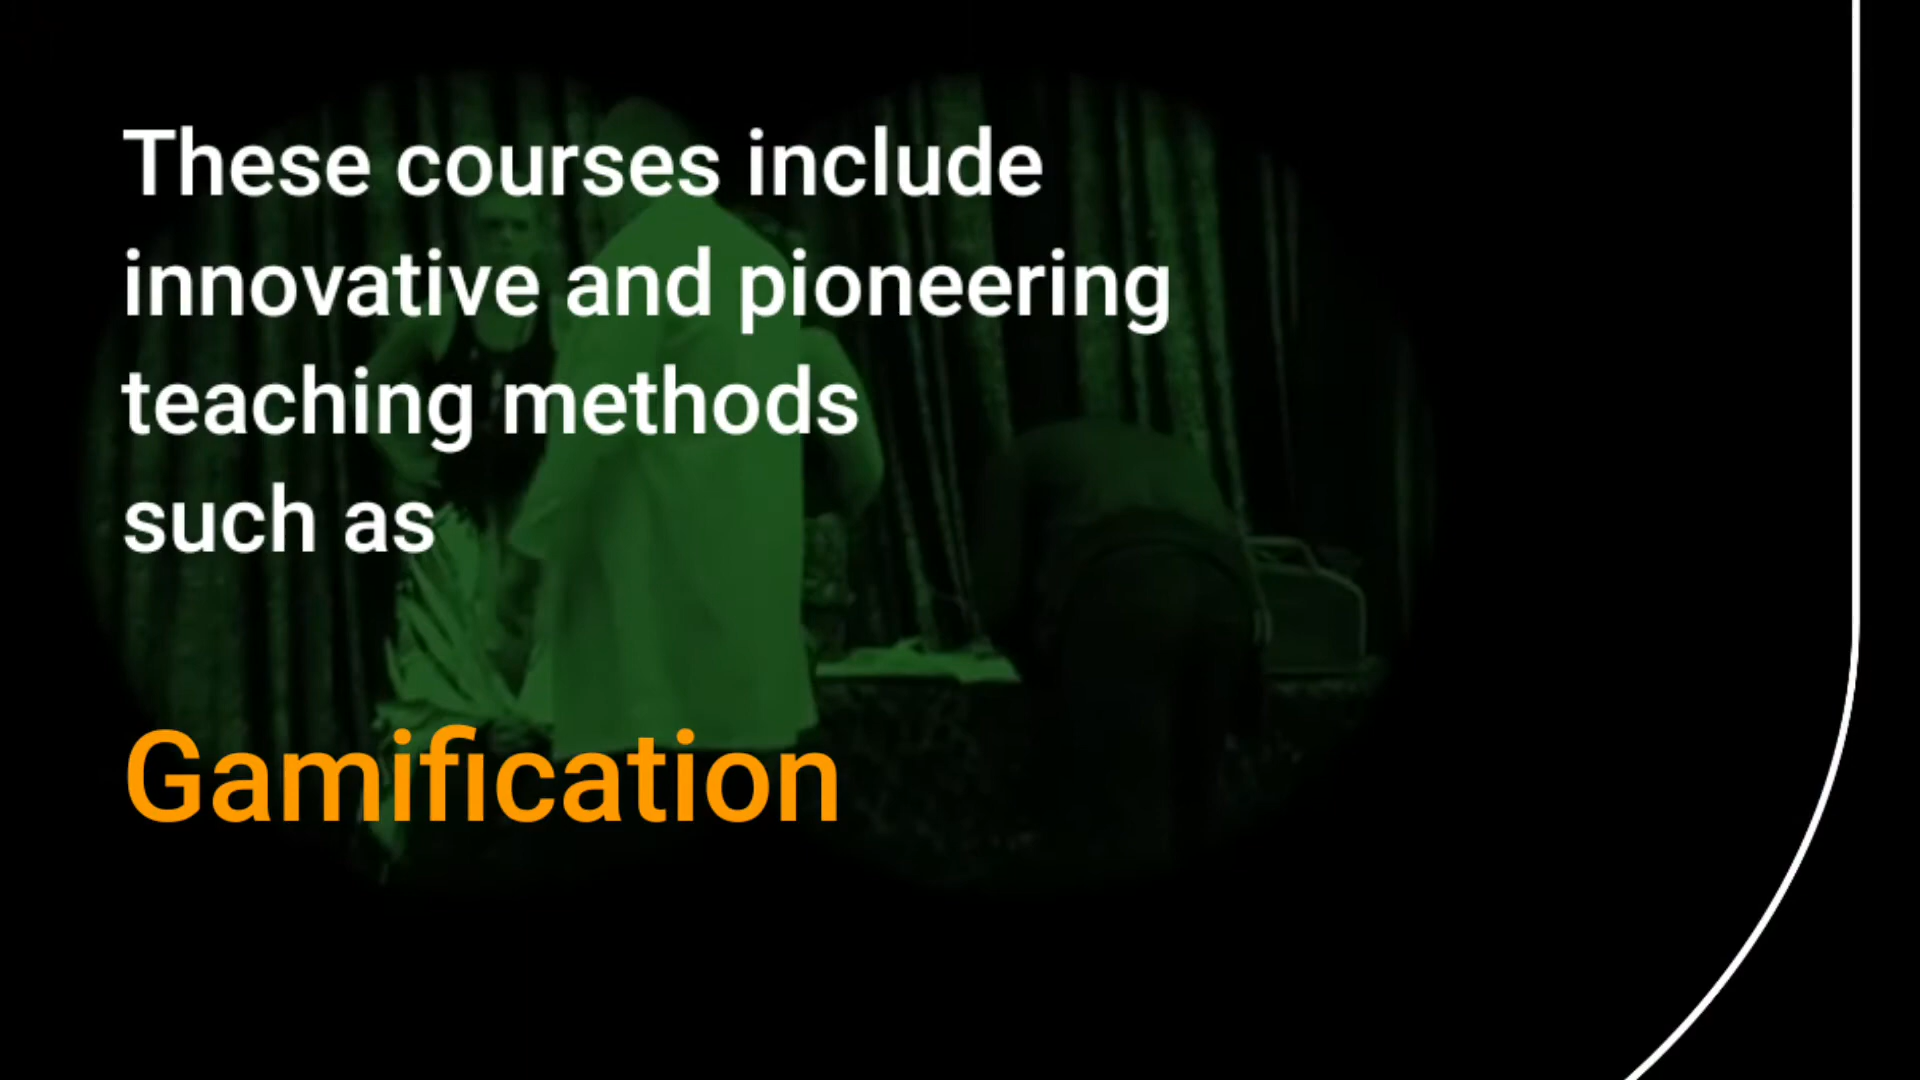 These courses include
innovative and pioneering
teaching methods
such as
Gamification